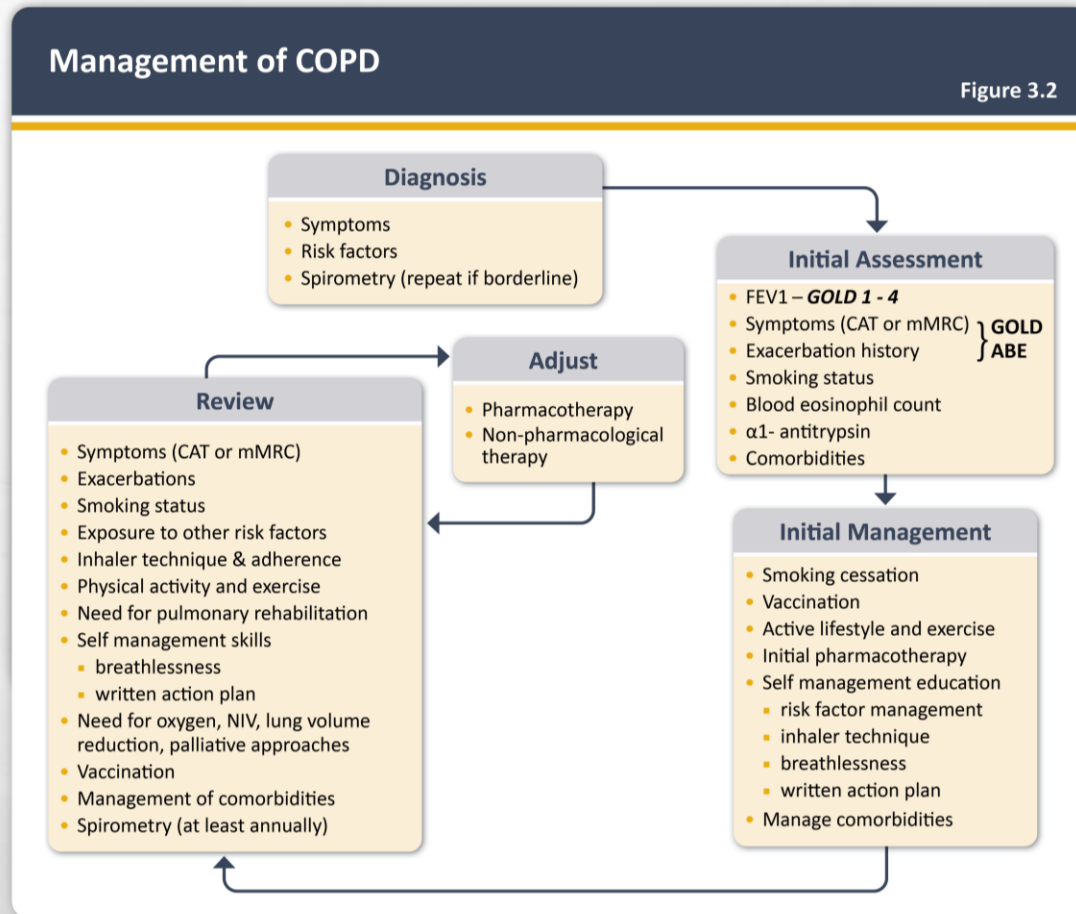 Management of COPD
Figure 3.2
Diagnosis
• Symptoms
• Risk factors
• Spirometry (repeat if borderline)
Initial Assessment
• FEV1 – GOLD 1 - 4
• Symptoms (CAT or mMRC)
• Exacerbation history
GOLD
ABE
• Smoking status
• Blood eosinophil count
• α1- antitrypsin
• Comorbidities
Initial Management
• Smoking cessation
• Vaccination
• Active lifestyle and exercise
• Initial pharmacotherapy
• Self management education
▪ risk factor management
▪ inhaler technique
▪ breathlessness
▪ written action plan
• Manage comorbidities
Review
• Symptoms (CAT or mMRC)
• Exacerbations
• Smoking status
• Exposure to other risk factors
• Inhaler technique & adherence
• Physical activity and exercise
• Need for pulmonary rehabilitation
• Self management skills
▪ breathlessness
▪ written action plan
• Need for oxygen, NIV, lung volume
reduction, palliative approaches
• Vaccination
• Management of comorbidities
• Spirometry (at least annually)
Adjust
• Pharmacotherapy
• Non-pharmacological
therapy